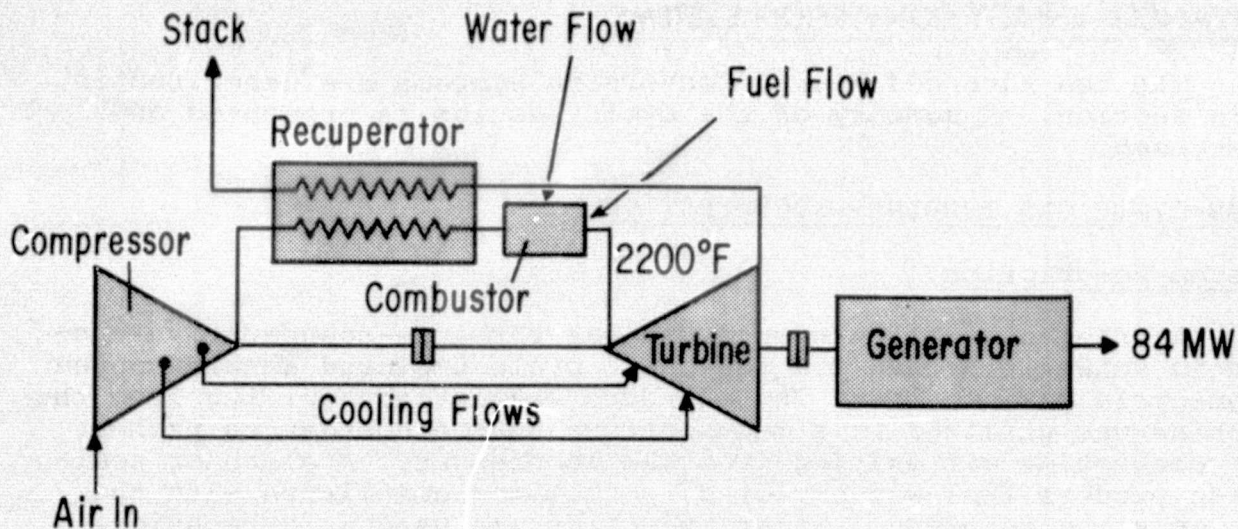 Stack
Water Flow
Fuel Flow
Recuperator
Compressor
2200°F
Combustor
Turbine
Generator
84 MW
Cooling Flows
Air In